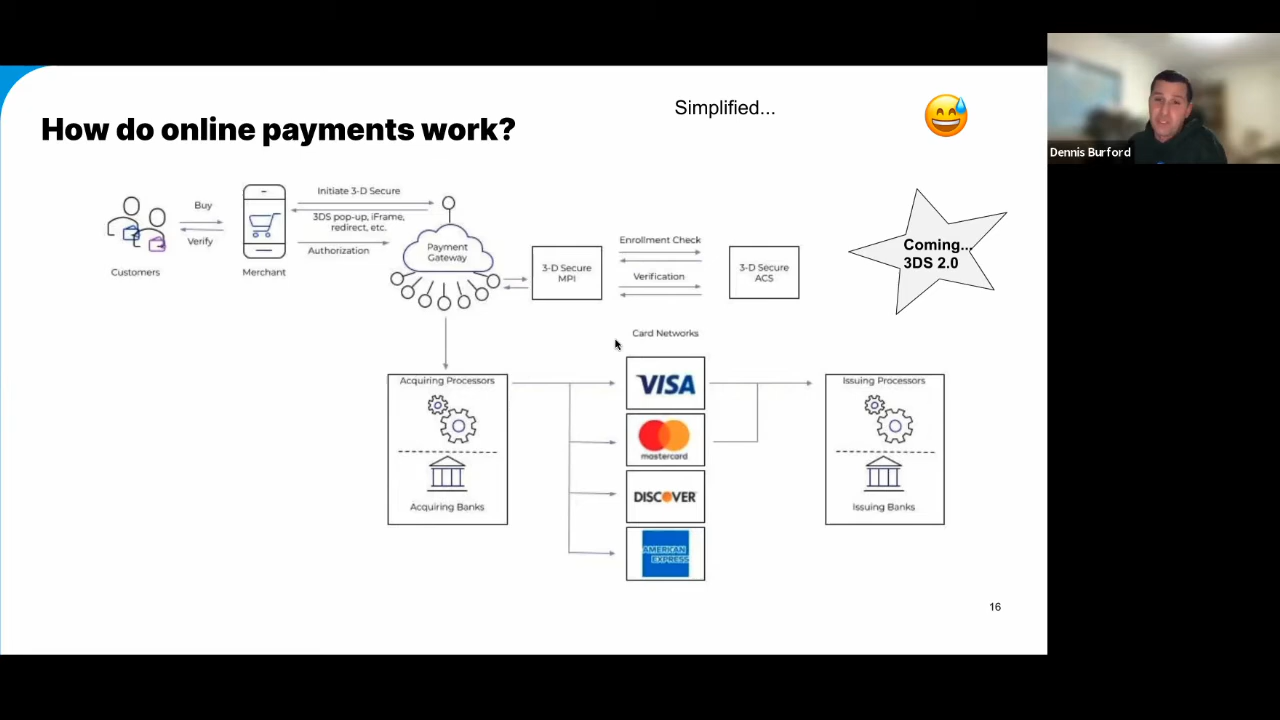 Simplified...
How do online payments work?
Dennis Burford
Buy
Verify
Customers
Merchant
Initiate 3-D Secure
3DS pop-up, iFrame,
redirect, etc.
Authorization
Payment
Gateway
3-D Secure
MPI
Enrollment Check
Verification
3-D Secure
ACS
Coming...
3DS 2.0
Card Networks
Acquiring Processors
Acquiring Banks
VISA
mastercard
DISCOVER
AMERICAN
EXPRESS
Issuing Processors
Issuing Banks
16